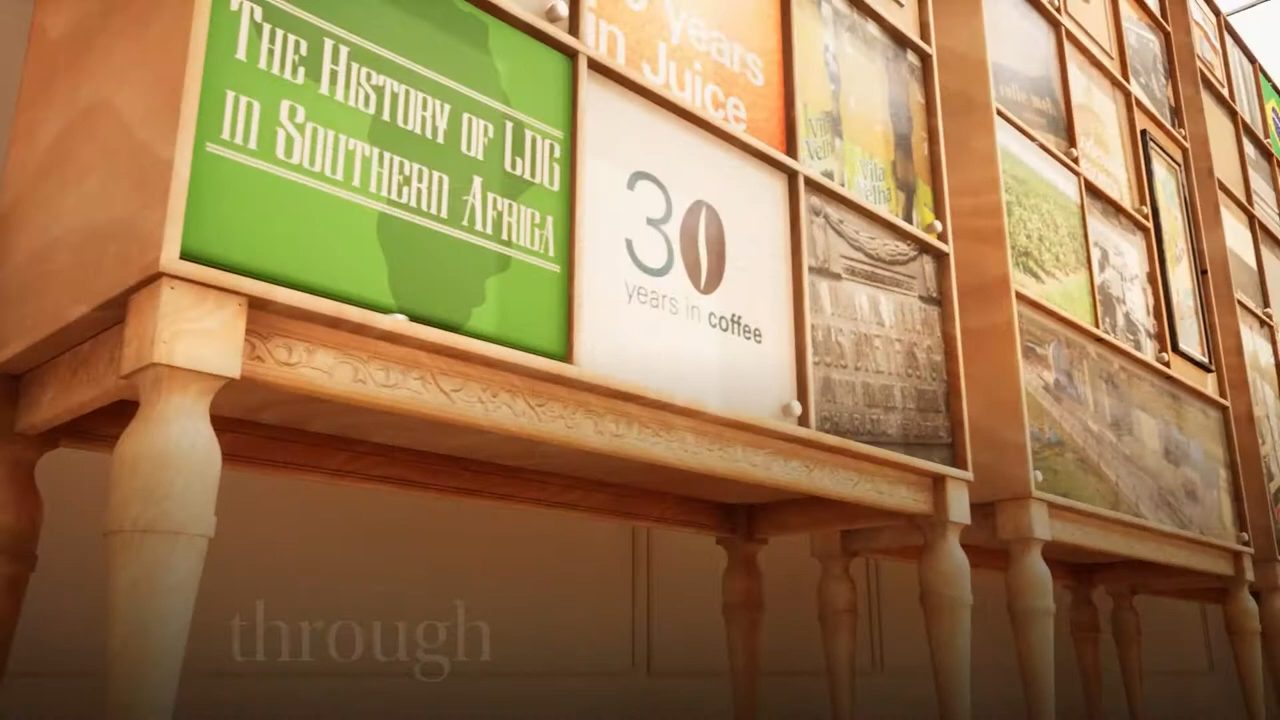 THE HISTORY OF LDC
IN SOUTHERN AFRICA
years
in Juice
30
years in coffee
Vila
Velha
Vila
Velha
through